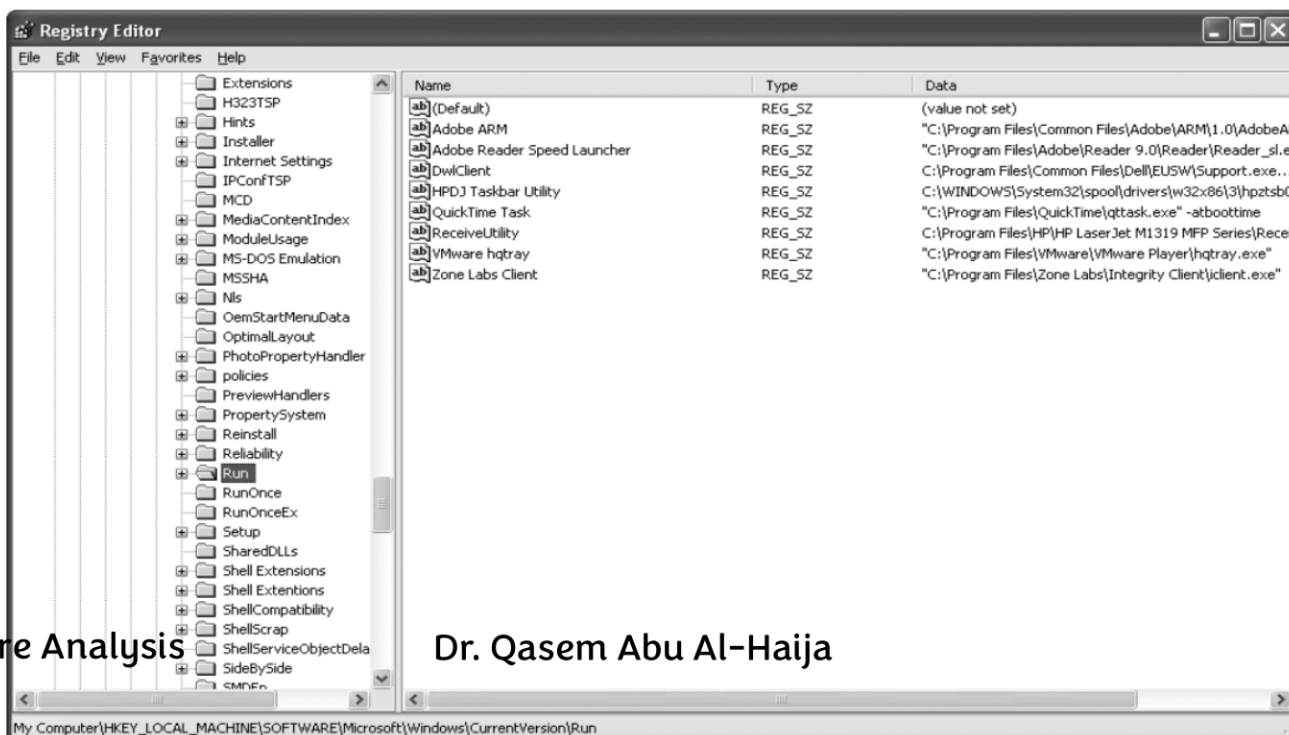 Registry Editor
File Edit View Favorites Help
Extensions
H323TSP
Hints
Installer
Internet Settings
IPConfTSP
MCD
MediaContentIndex
ModuleUsage
MS-DOS Emulation
MSSHA
Nls
OemStartMenuData
OptimalLayout
PhotoPropertyHandler
policies
PreviewHandlers
PropertySystem
Reinstall
Reliability
Run
RunOnce
RunOnceEx
Setup
SharedDLLs
Shell Extensions
Shell Extentions
ShellCompatibility
ShellScrap
ShellServiceObjectDela
SideBySide
Name Type Data
(Default) REG_SZ (value not set)
Adobe ARM REG_SZ "C:\Program Files\Common Files\Adobe\ARM\1.0\AdobeA
Adobe Reader Speed Launcher REG_SZ "C:\Program Files\Adobe\Reader 9.0\Reader\Reader_sl.e
DwlClient REG_SZ C:\Program Files\Common Files\Dell\EUSW\Support.exe...
HPDJ Taskbar Utility REG_SZ C:\WINDOWS\System32\spool\drivers\w32x86\3\hpztsb0
QuickTime Task REG_SZ "C:\Program Files\QuickTime\qttask.exe" -atboottime
ReceiveUtility REG_SZ C:\Program Files\HP\HP LaserJet M1319 MFP Series\Recei
VMware hqtray REG_SZ "C:\Program Files\VMware\VMware Player\hqtray.exe"
Zone Labs Client REG_SZ "C:\Program Files\Zone Labs\Integrity Client\iclient.exe"
re Analysis Dr. Qasem Abu Al-Haija
My Computer\HKEY_LOCAL_MACHINE\SOFTWARE\Microsoft\Windows\CurrentVersion\Run